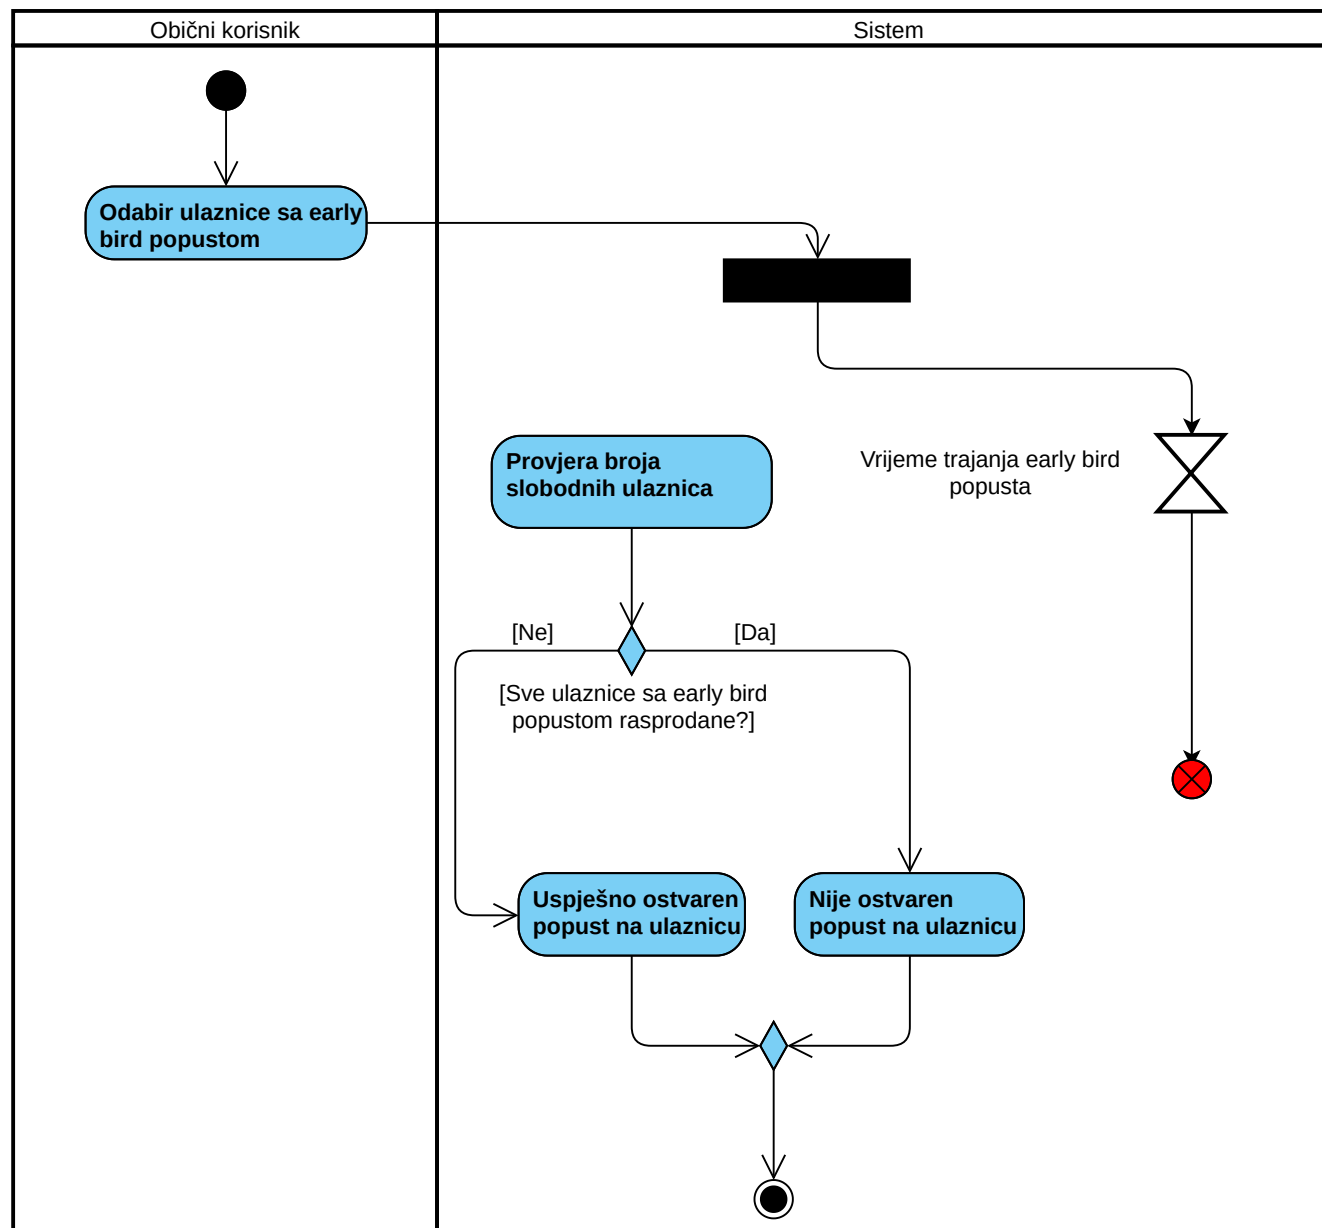 Obični korisnik
Sistem
Odabir ulaznice sa early
bird popustom
Provjera broja
slobodnih ulaznica
Vrijeme trajanja early bird
popusta
[Ne]
[Da]
[Sve ulaznice sa early bird
popustom rasprodane?]
Uspješno ostvaren
popust na ulaznicu
Nije ostvaren
popust na ulaznicu